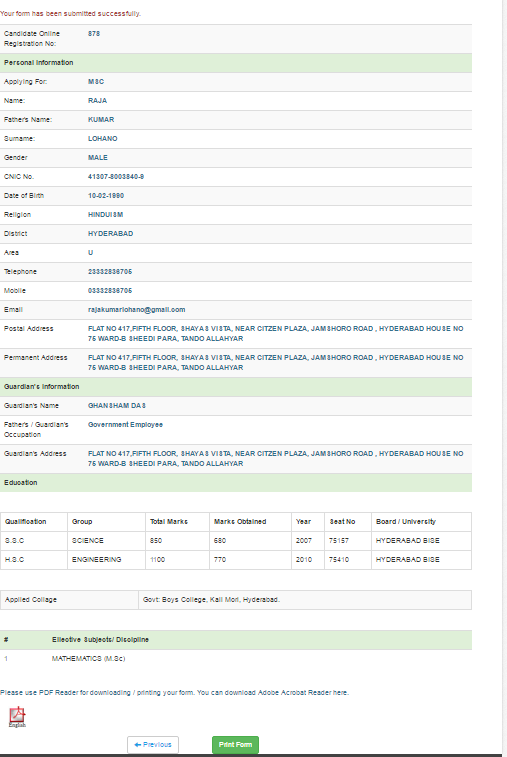 Your form has been submitted successfully.
Candidate Online Registration No: 878
Personal Information
Applying For: MSC
Name: RAJA
Father's Name: KUMAR
Surname: LOHANO
Gender MALE
CNIC No. 41307-8003840-9
Date of Birth 10-02-1990
Religion HINDUISM
District HYDERABAD
Area U
Telephone 23332836706
Mobile 03332836706
Email rajakumarlohano@gmail.com
Postal Address FLAT NO 417,FIFTH FLOOR, SHAYAS VISTA, NEAR CITZEN PLAZA, JAMSHORO ROAD , HYDERABAD HOUSE NO
75 WARD-B SHEEDI PARA, TANDO ALLAHYAR
Permanent Address FLAT NO 417,FIFTH FLOOR, SHAYAS VISTA, NEAR CITZEN PLAZA, JAMSHORO ROAD , HYDERABAD HOUSE NO
75 WARD-B SHEEDI PARA, TANDO ALLAHYAR
Guardian's Information
Guardian's Name GHANSHAM DAS
Father's / Guardian's Occupation Government Employee
Guardian's Address FLAT NO 417,FIFTH FLOOR, SHAYAS VISTA, NEAR CITZEN PLAZA, JAMSHORO ROAD , HYDERABAD HOUSE NO
75 WARD-B SHEEDI PARA, TANDO ALLAHYAR
Education
Qualification Group Total Marks Marks Obtained Year Seat No Board / University
S.S.C SCIENCE 850 680 2007 75157 HYDERABAD BISE
H.S.C ENGINEERING 1100 770 2010 75410 HYDERABAD BISE
Applied Collage Govt: Boys College, Kali Mori, Hyderabad.
# Ellective Subjects/ Discipline
1 MATHEMATICS (M.Sc)
Please use PDF Reader for downloading / printing your form. You can download Adobe Acrobat Reader here.
English
Previous Print Form